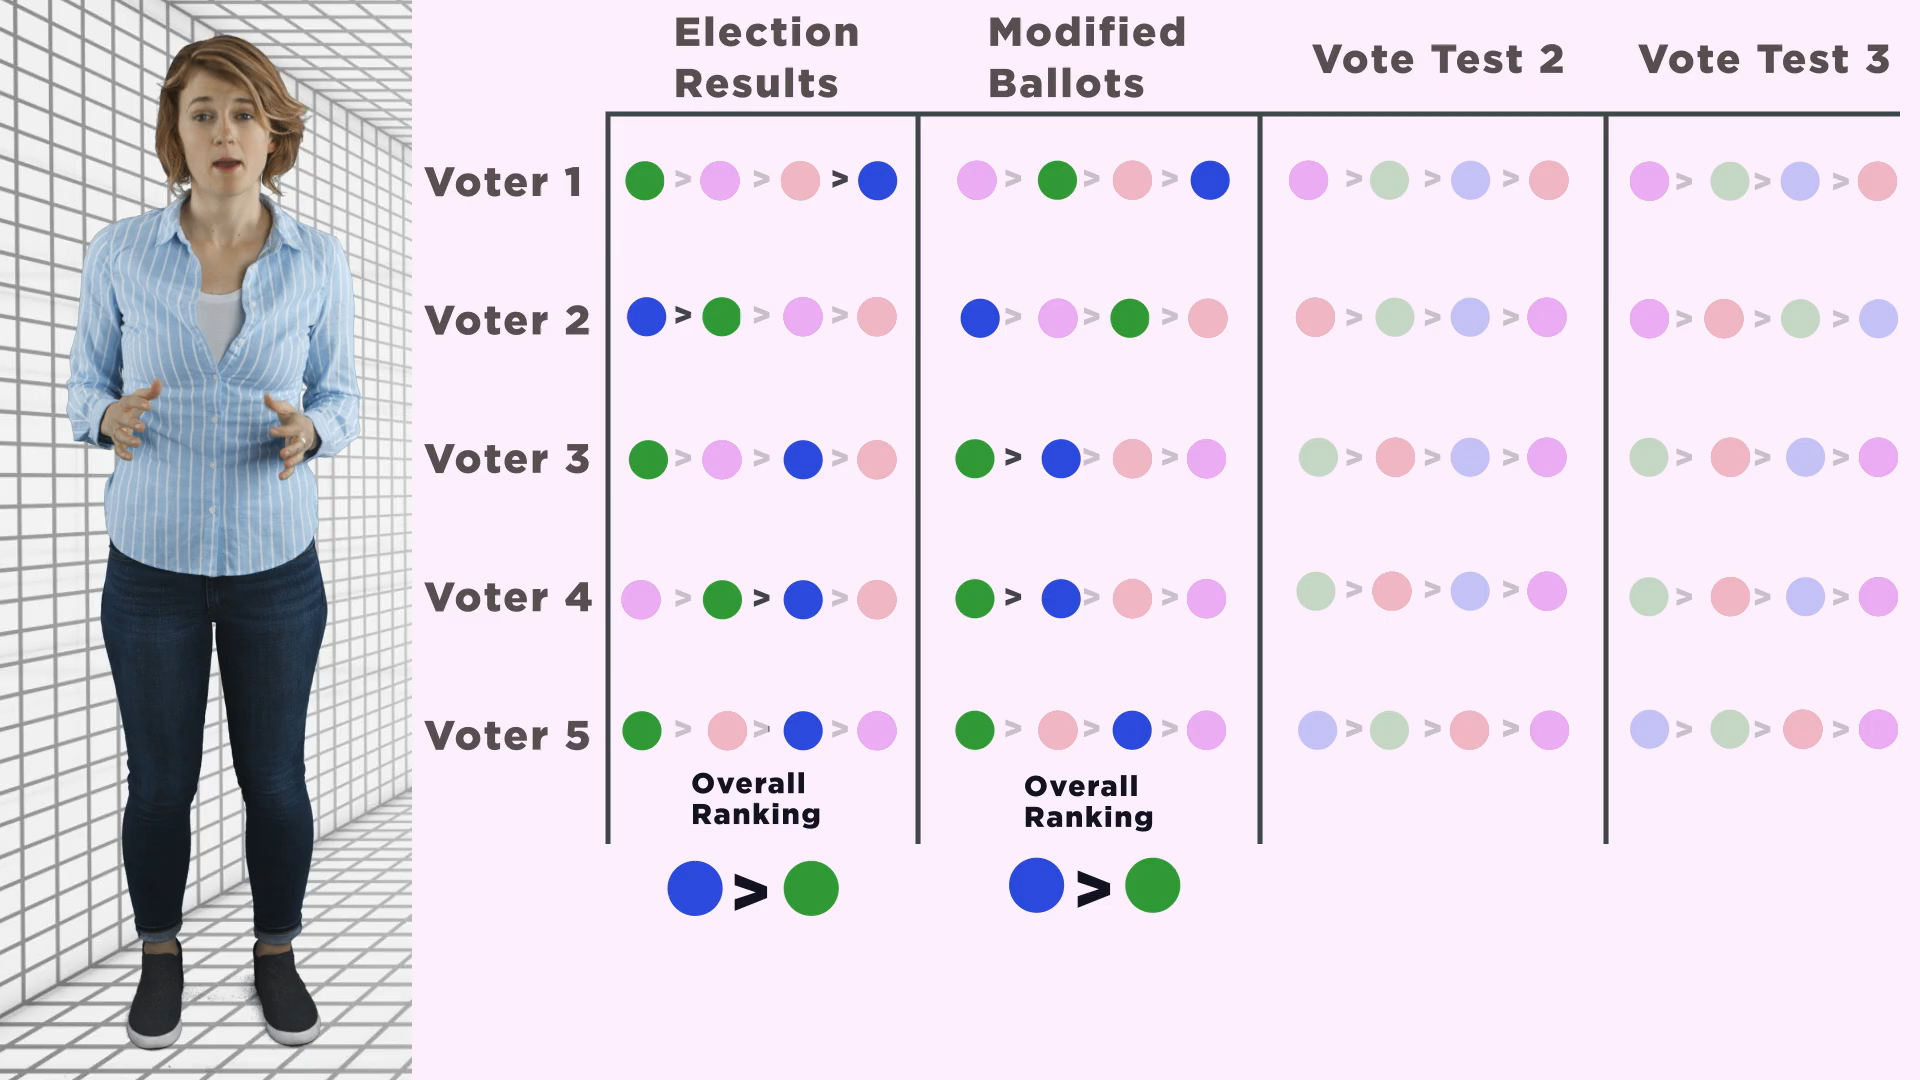 Election
Results
Modified
Ballots
Vote Test 2
Vote Test 3
Voter 1 > > > > > > > > > > > >
Voter 2 > > > > > > > > > > > >
Voter 3 > > > > > > > > > > > >
Voter 4 > > > > > > > > > > > >
Voter 5 > > > > > > > > > > > >
Overall
Ranking
>
Overall
Ranking
>